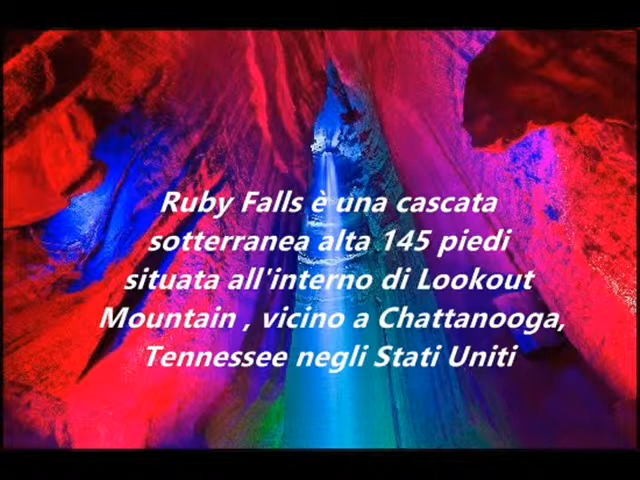 Ruby Falls è una cascata
sotterranea alta 145 piedi
situata all'interno di Lookout
Mountain , vicino a Chattanooga,
Tennessee negli Stati Uniti